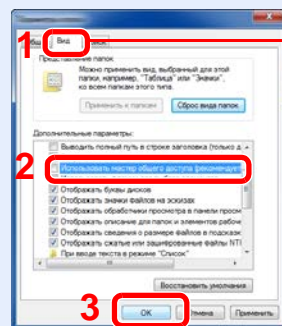 1
Вид
Представление папок
Можно применить вид, выбранный для этой
папки, например, "Таблица" или "Значки",
ко всем папкам этого типа.
Применить к папкам Сброс вида папок
Дополнительные параметры:
Выводить полный путь в строке заголовка (только д
2
Использовать мастер общего доступа (рекомендует
Отображать буквы дисков
Отображать значки файлов на эскизах
Отображать обработчики просмотра в панели просм
Отображать описание для папок и элементов рабоче
Отображать сведения о размере файлов в подсказк
Отображать сжатые или зашифрованные файлы NTF
При вводе текста в режиме "Список"
Восстановить умолчания
3
OK Отмена Применить